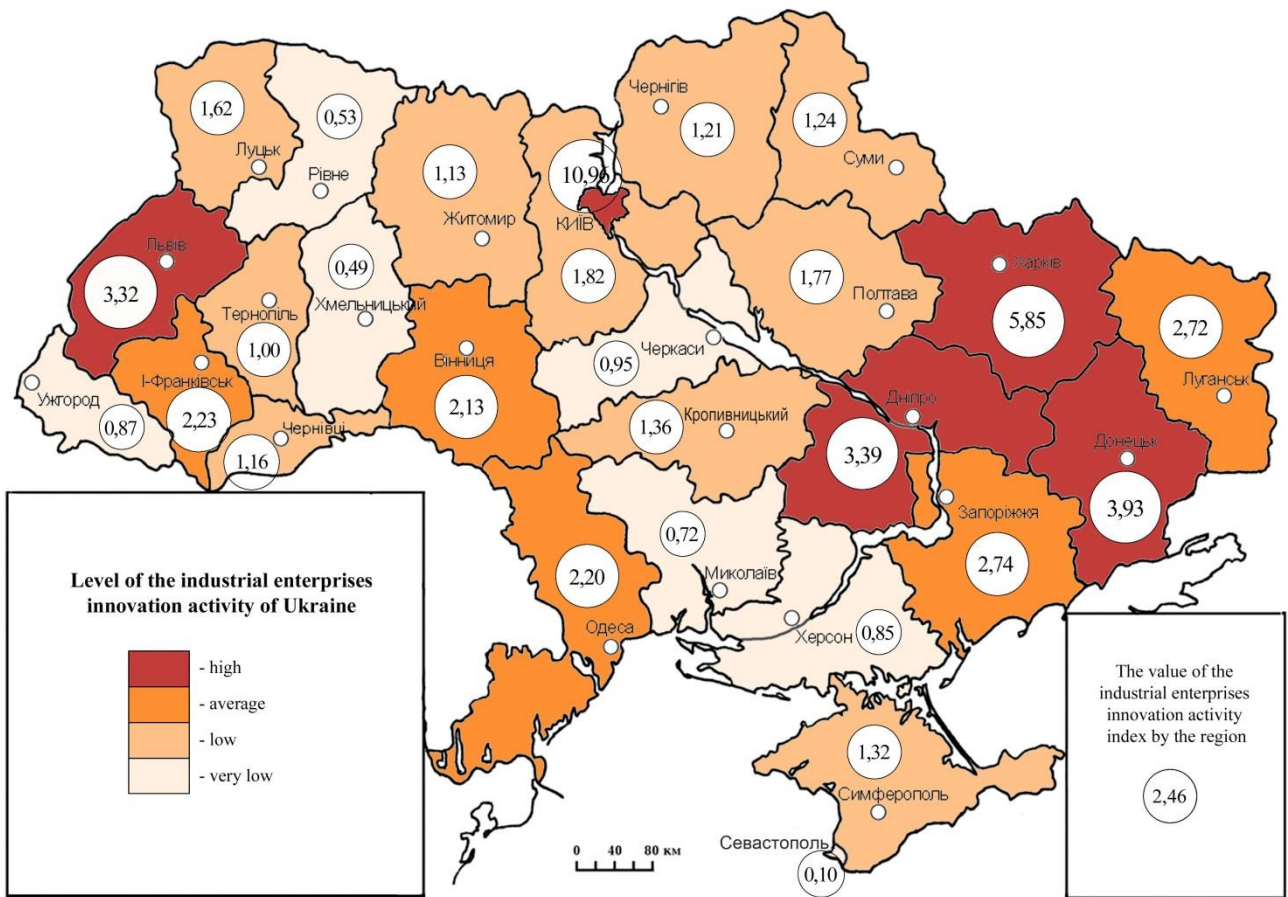 Чернігів
1,62
0,53
1,21
1,24
Луцьк
Рівне
1,13
10,96
Суми
Житомир
КИЇВ
Львів
3,32
0,49
Хмельницький
1,82
1,77
Полтава
Харків
5,85
2,72
Луганськ
Тернопіль
1,00
Вінниця
2,13
Черкаси
0,95
І-Франківськ
2,23
Ужгород
0,87
Чернівці
1,16
Кропивницький
1,36
Дніпро
3,39
Донецьк
3,93
Запоріжжя
2,74
0,72
Миколаїв
2,20
Одеса
Херсон
0,85
1,32
Симферополь
Севастополь
0,10
0 40 80 км
Level of the industrial enterprises
innovation activity of Ukraine
- high
- average
- low
- very low
The value of the
industrial enterprises
innovation activity
index by the region
2,46